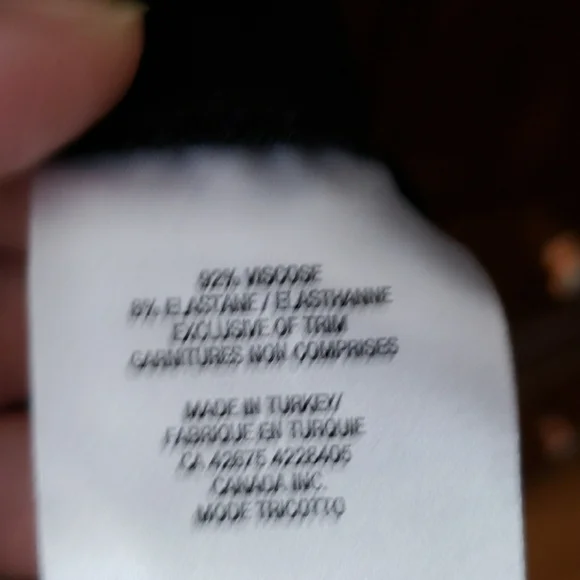 92% VISCOSE
8% ELASTANE / ELASTHANNE
EXCLUSIVE OF TRIM
GARNITURES NON COMPRISES
MADE IN TURKEY/
FABRIQUE EN TURQUIE
CA 42675 4228405
CANADA INC.
MODE TRICOTTO